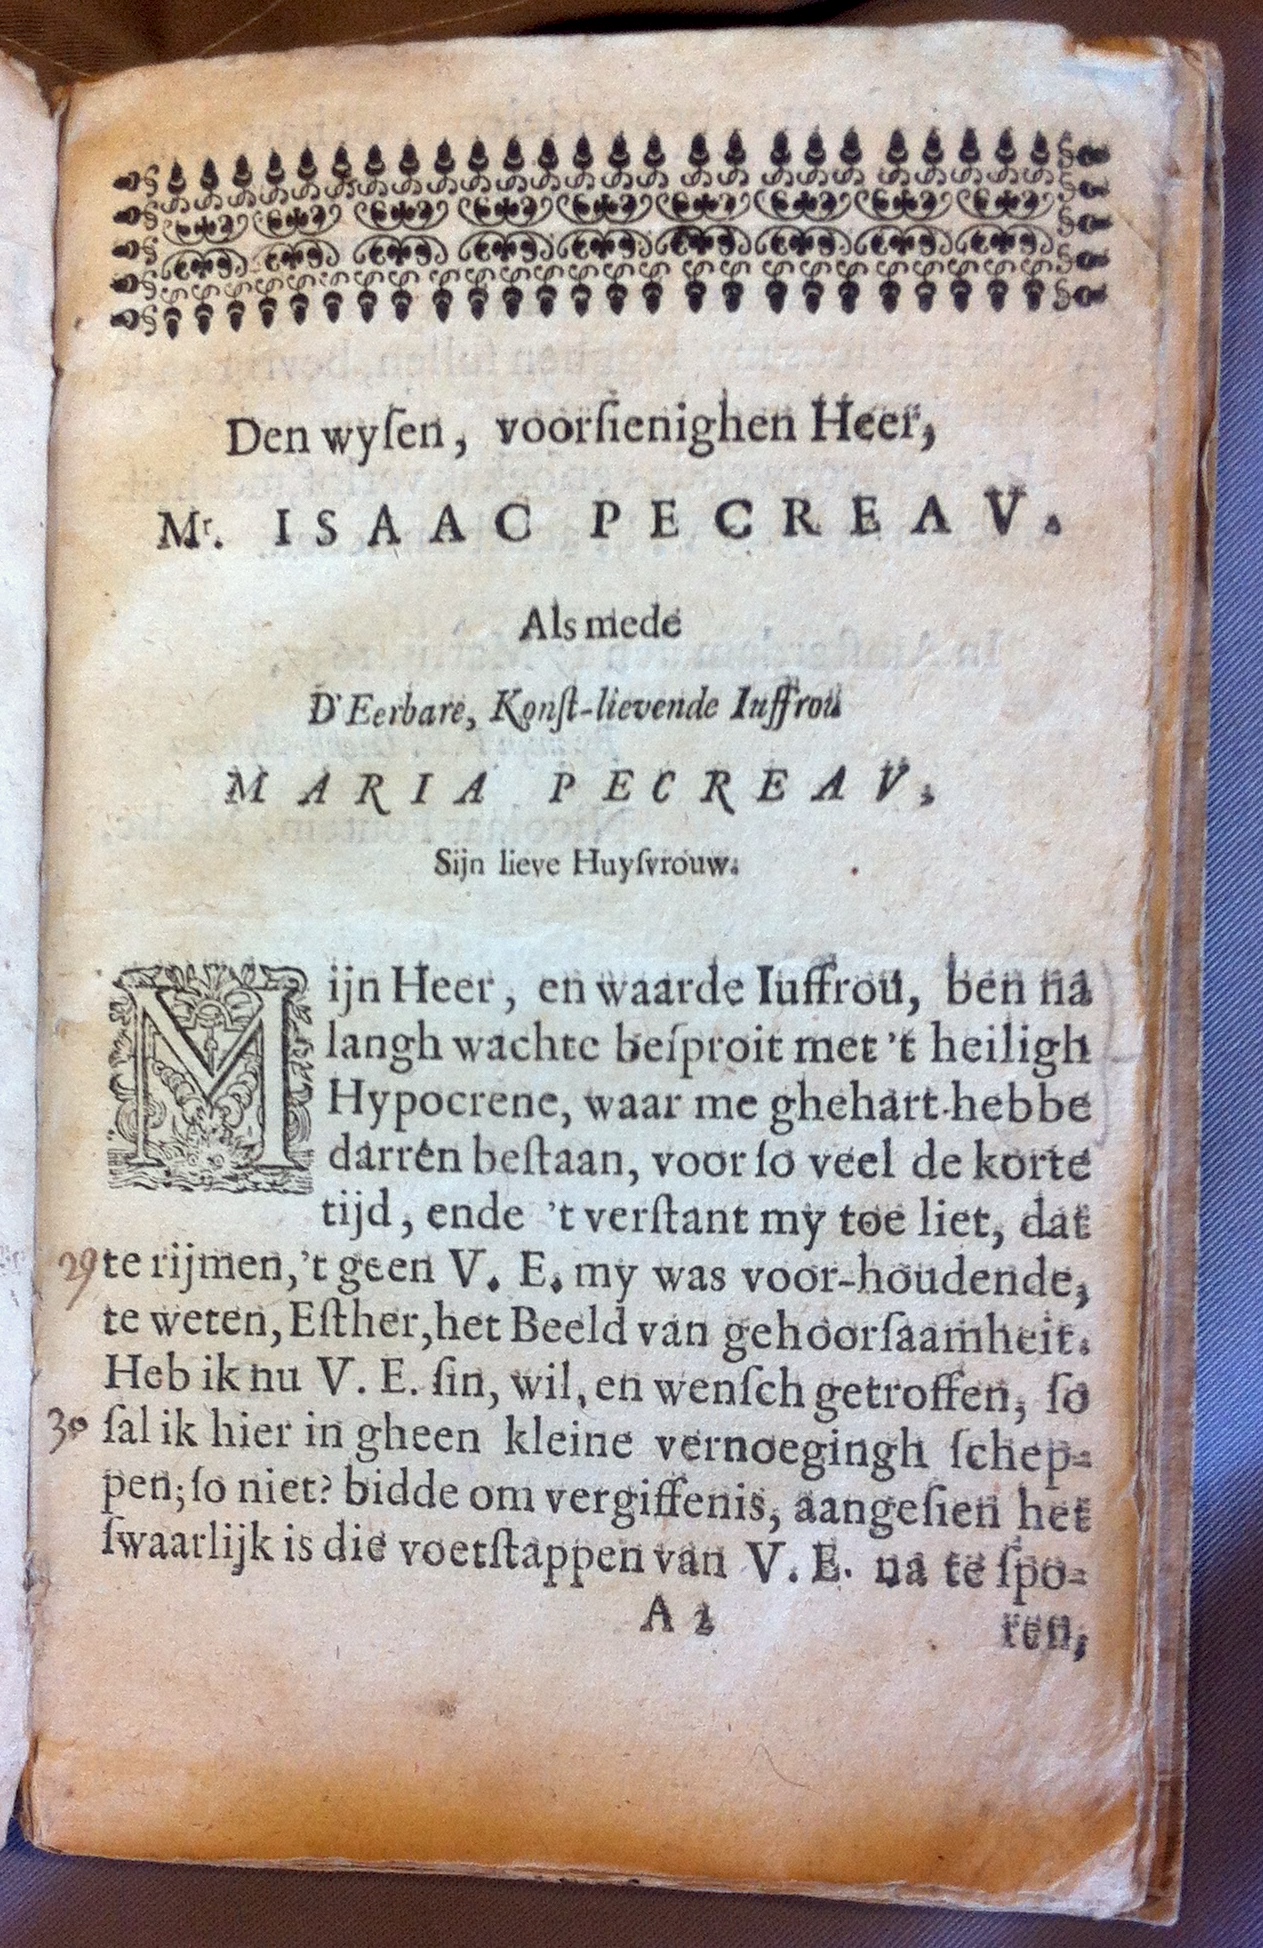 Den wyſen, voorſienighen Heer,
Mr. ISAAC PECREAV.
Als mede
D'Eerbare, Konſt-lievende Iuffrou
MARIA PECREAV,
Sijn lieve Huyſvrouw.
Mijn Heer, en waarde Iuffrou, ben na
langh wachte beſproit met 't heiligh
Hypocrene, waar me ghehart hebbe
darren beſtaan, voor ſo veel de korte
tijd, ende 't verſtant my toe liet, dat
29 te rijmen, 't geen V. E. my was voor-houdende,
te weten, Eſther, het Beeld van gehoorſaamheit.
Heb ik nu V. E. ſin, wil, en wenſch getroffen, ſo
30 ſal ik hier in gheen kleine vernoegingh ſchep-
pen; ſo niet? bidde om vergiffenis, aangeſien het
ſwaarlijk is die voetſtappen van V. E. na te ſpo-
A 2 ren,